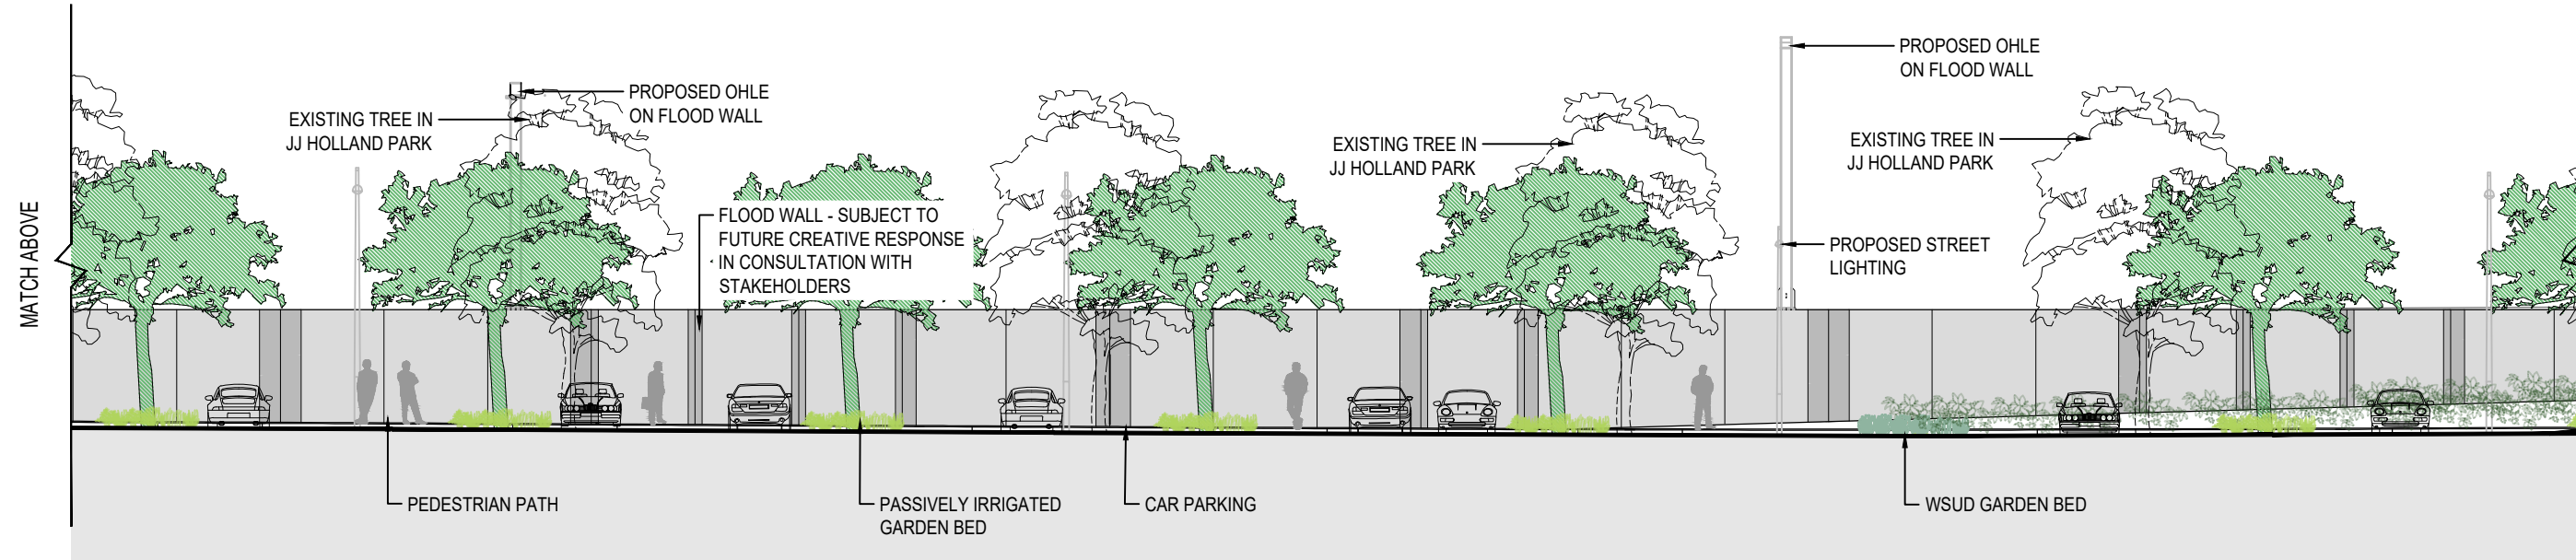 MATCH ABOVE
EXISTING TREE IN
JJ HOLLAND PARK
PROPOSED OHLE
ON FLOOD WALL
FLOOD WALL - SUBJECT TO
FUTURE CREATIVE RESPONSE
IN CONSULTATION WITH
STAKEHOLDERS
EXISTING TREE IN
JJ HOLLAND PARK
PROPOSED OHLE
ON FLOOD WALL
EXISTING TREE IN
JJ HOLLAND PARK
PROPOSED STREET
LIGHTING
PEDESTRIAN PATH
PASSIVELY IRRIGATED
GARDEN BED
CAR PARKING
WSUD GARDEN BED